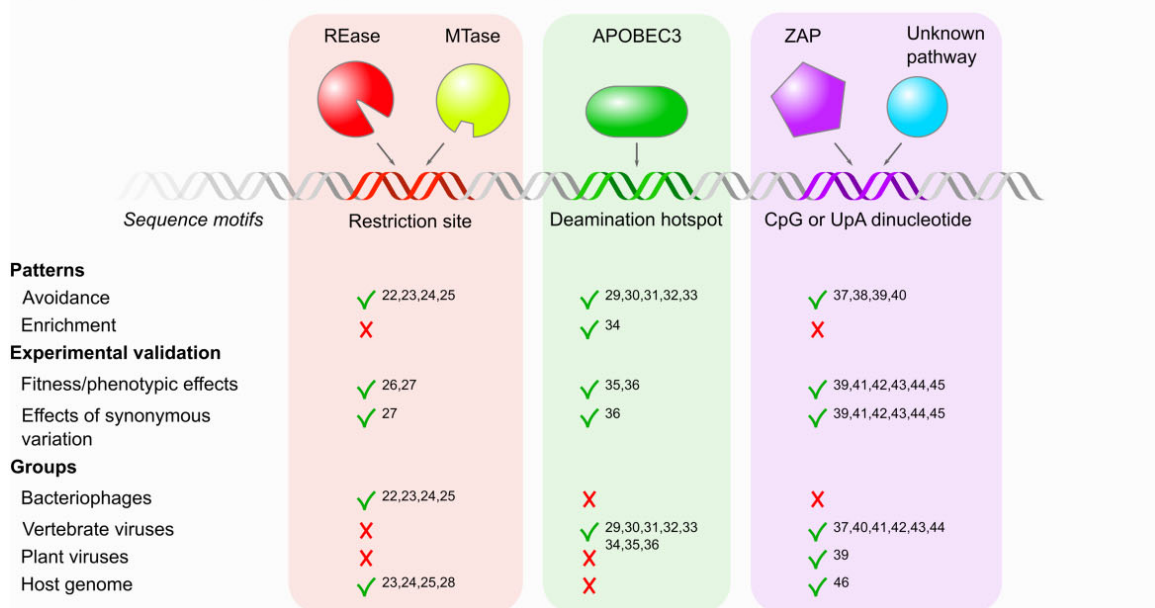 REase MTase APOBEC3 ZAP Unknown
pathway
Sequence motifs Restriction site Deamination hotspot CpG or UpA dinucleotide
Patterns
Avoidance 22,23,24,25 29,30,31,32,33 37,38,39,40
Enrichment 34
Experimental validation
Fitness/phenotypic effects 26,27 35,36 39,41,42,43,44,45
Effects of synonymous 27 36 39,41,42,43,44,45
variation
Groups
Bacteriophages 22,23,24,25
Vertebrate viruses 29,30,31,32,33 37,40,41,42,43,44
34,35,36
Plant viruses 39
Host genome 23,24,25,28 46